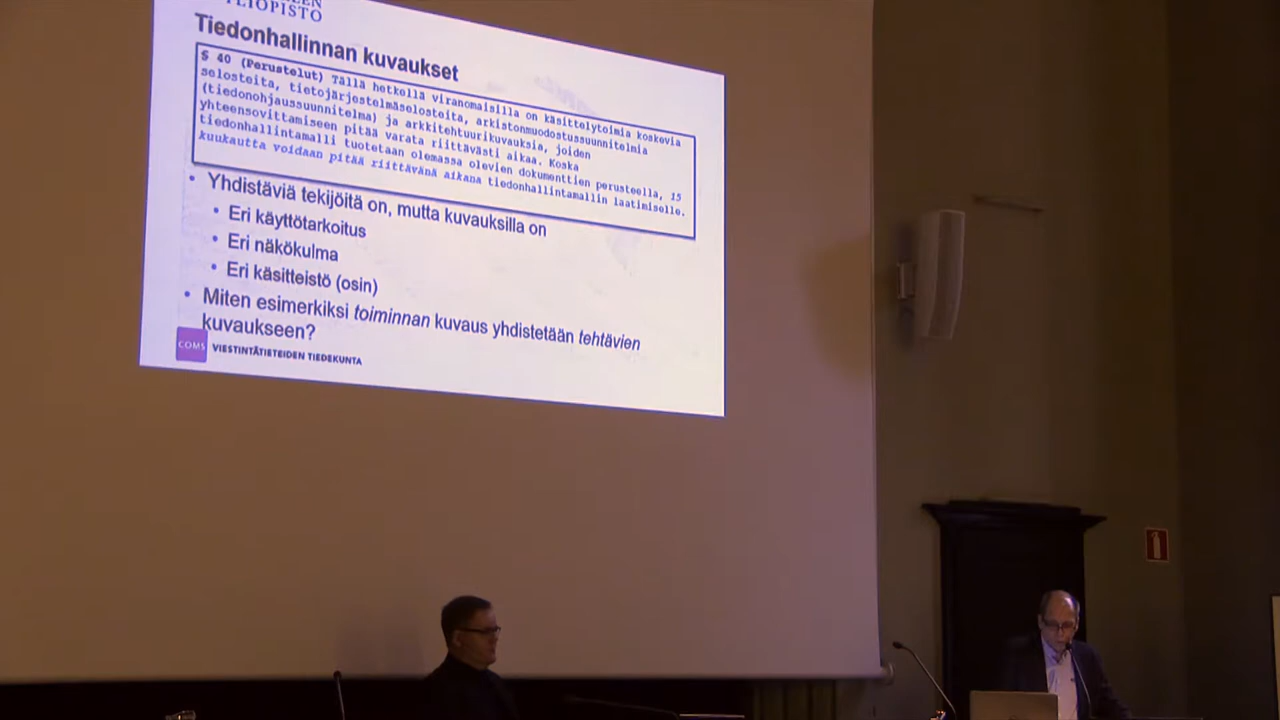 YLIOPISTO
Tiedonhallinnan kuvaukset
§ 40 (Perustelut) Tällä hetkellä viranomaisilla on käsittelytoimia koskevia
selosteita, tietojärjestelmäselosteita, arkistonmuodostussuunnitelmia
(tiedonohjaussuunnitelma) ja arkkitehtuurikuvauksia, joiden
yhteensovittamiseen pitää varata riittävästi aikaa. Koska
tiedonhallintamalli tuotetaan olemassa olevien dokumenttien perusteella, 15
kuukautta voidaan pitää riittävänä aikana tiedonhallintamallin laatimiselle.
• Yhdistäviä tekijöitä on, mutta kuvauksilla on
• Eri käyttötarkoitus
• Eri näkökulma
• Eri käsitteistö (osin)
• Miten esimerkiksi toiminnan kuvaus yhdistetään tehtävien
kuvaukseen?
COMS VIESTINTÄTIETEIDEN TIEDEKUNTA